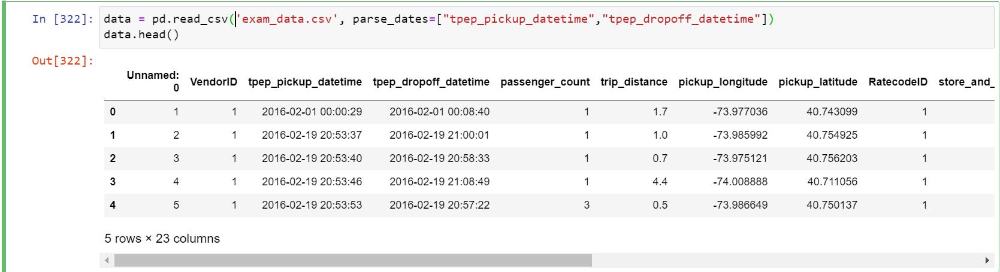 In [322]: data = pd.read_csv('exam_data.csv', parse_dates=["tpep_pickup_datetime","tpep_dropoff_datetime"])
data.head()
Out[322]:
Unnamed: 0 VendorID tpep_pickup_datetime tpep_dropoff_datetime passenger_count trip_distance pickup_longitude pickup_latitude RatecodeID store_and_
0 1 1 2016-02-01 00:00:29 2016-02-01 00:08:40 1 1.7 -73.977036 40.743099 1
1 2 1 2016-02-19 20:53:37 2016-02-19 21:00:01 1 1.0 -73.985992 40.754925 1
2 3 1 2016-02-19 20:53:40 2016-02-19 20:58:33 1 0.7 -73.975121 40.756203 1
3 4 1 2016-02-19 20:53:46 2016-02-19 21:08:49 1 4.4 -74.008888 40.711056 1
4 5 1 2016-02-19 20:53:53 2016-02-19 20:57:22 3 0.5 -73.986649 40.750137 1
5 rows × 23 columns